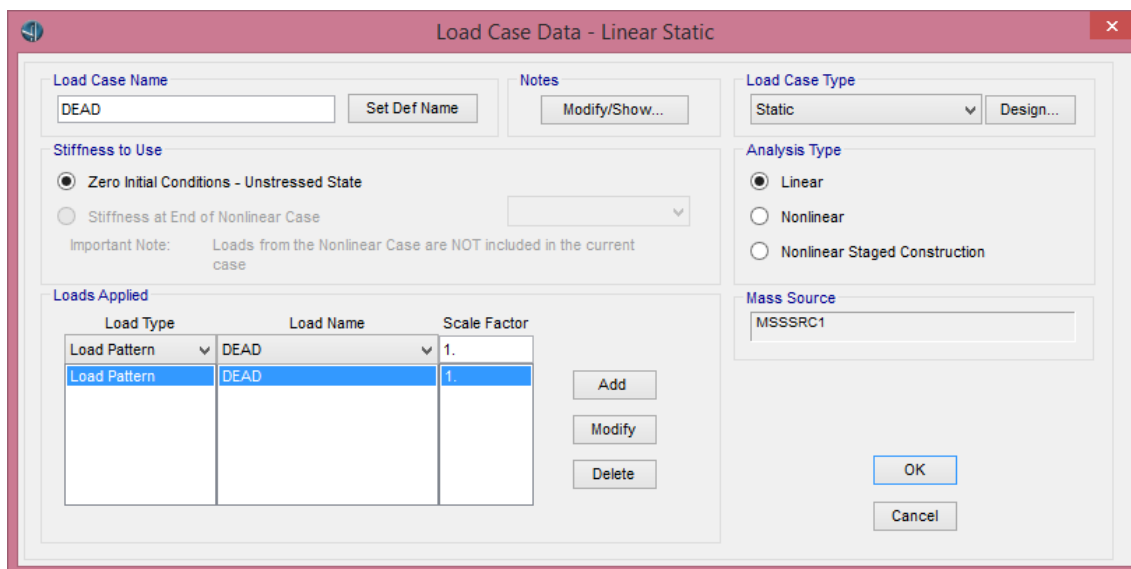 Load Case Data - Linear Static
Load Case Name
DEAD
Set Def Name
Notes
Modify/Show...
Load Case Type
Static
Design...
Stiffness to Use
Zero Initial Conditions - Unstressed State
Stiffness at End of Nonlinear Case
Important Note: Loads from the Nonlinear Case are NOT included in the current
case
Analysis Type
Linear
Nonlinear
Nonlinear Staged Construction
Loads Applied
Load Type Load Name Scale Factor
Load Pattern DEAD 1.
Load Pattern DEAD 1.
Add
Modify
Delete
Mass Source
MSSSRC1
OK
Cancel